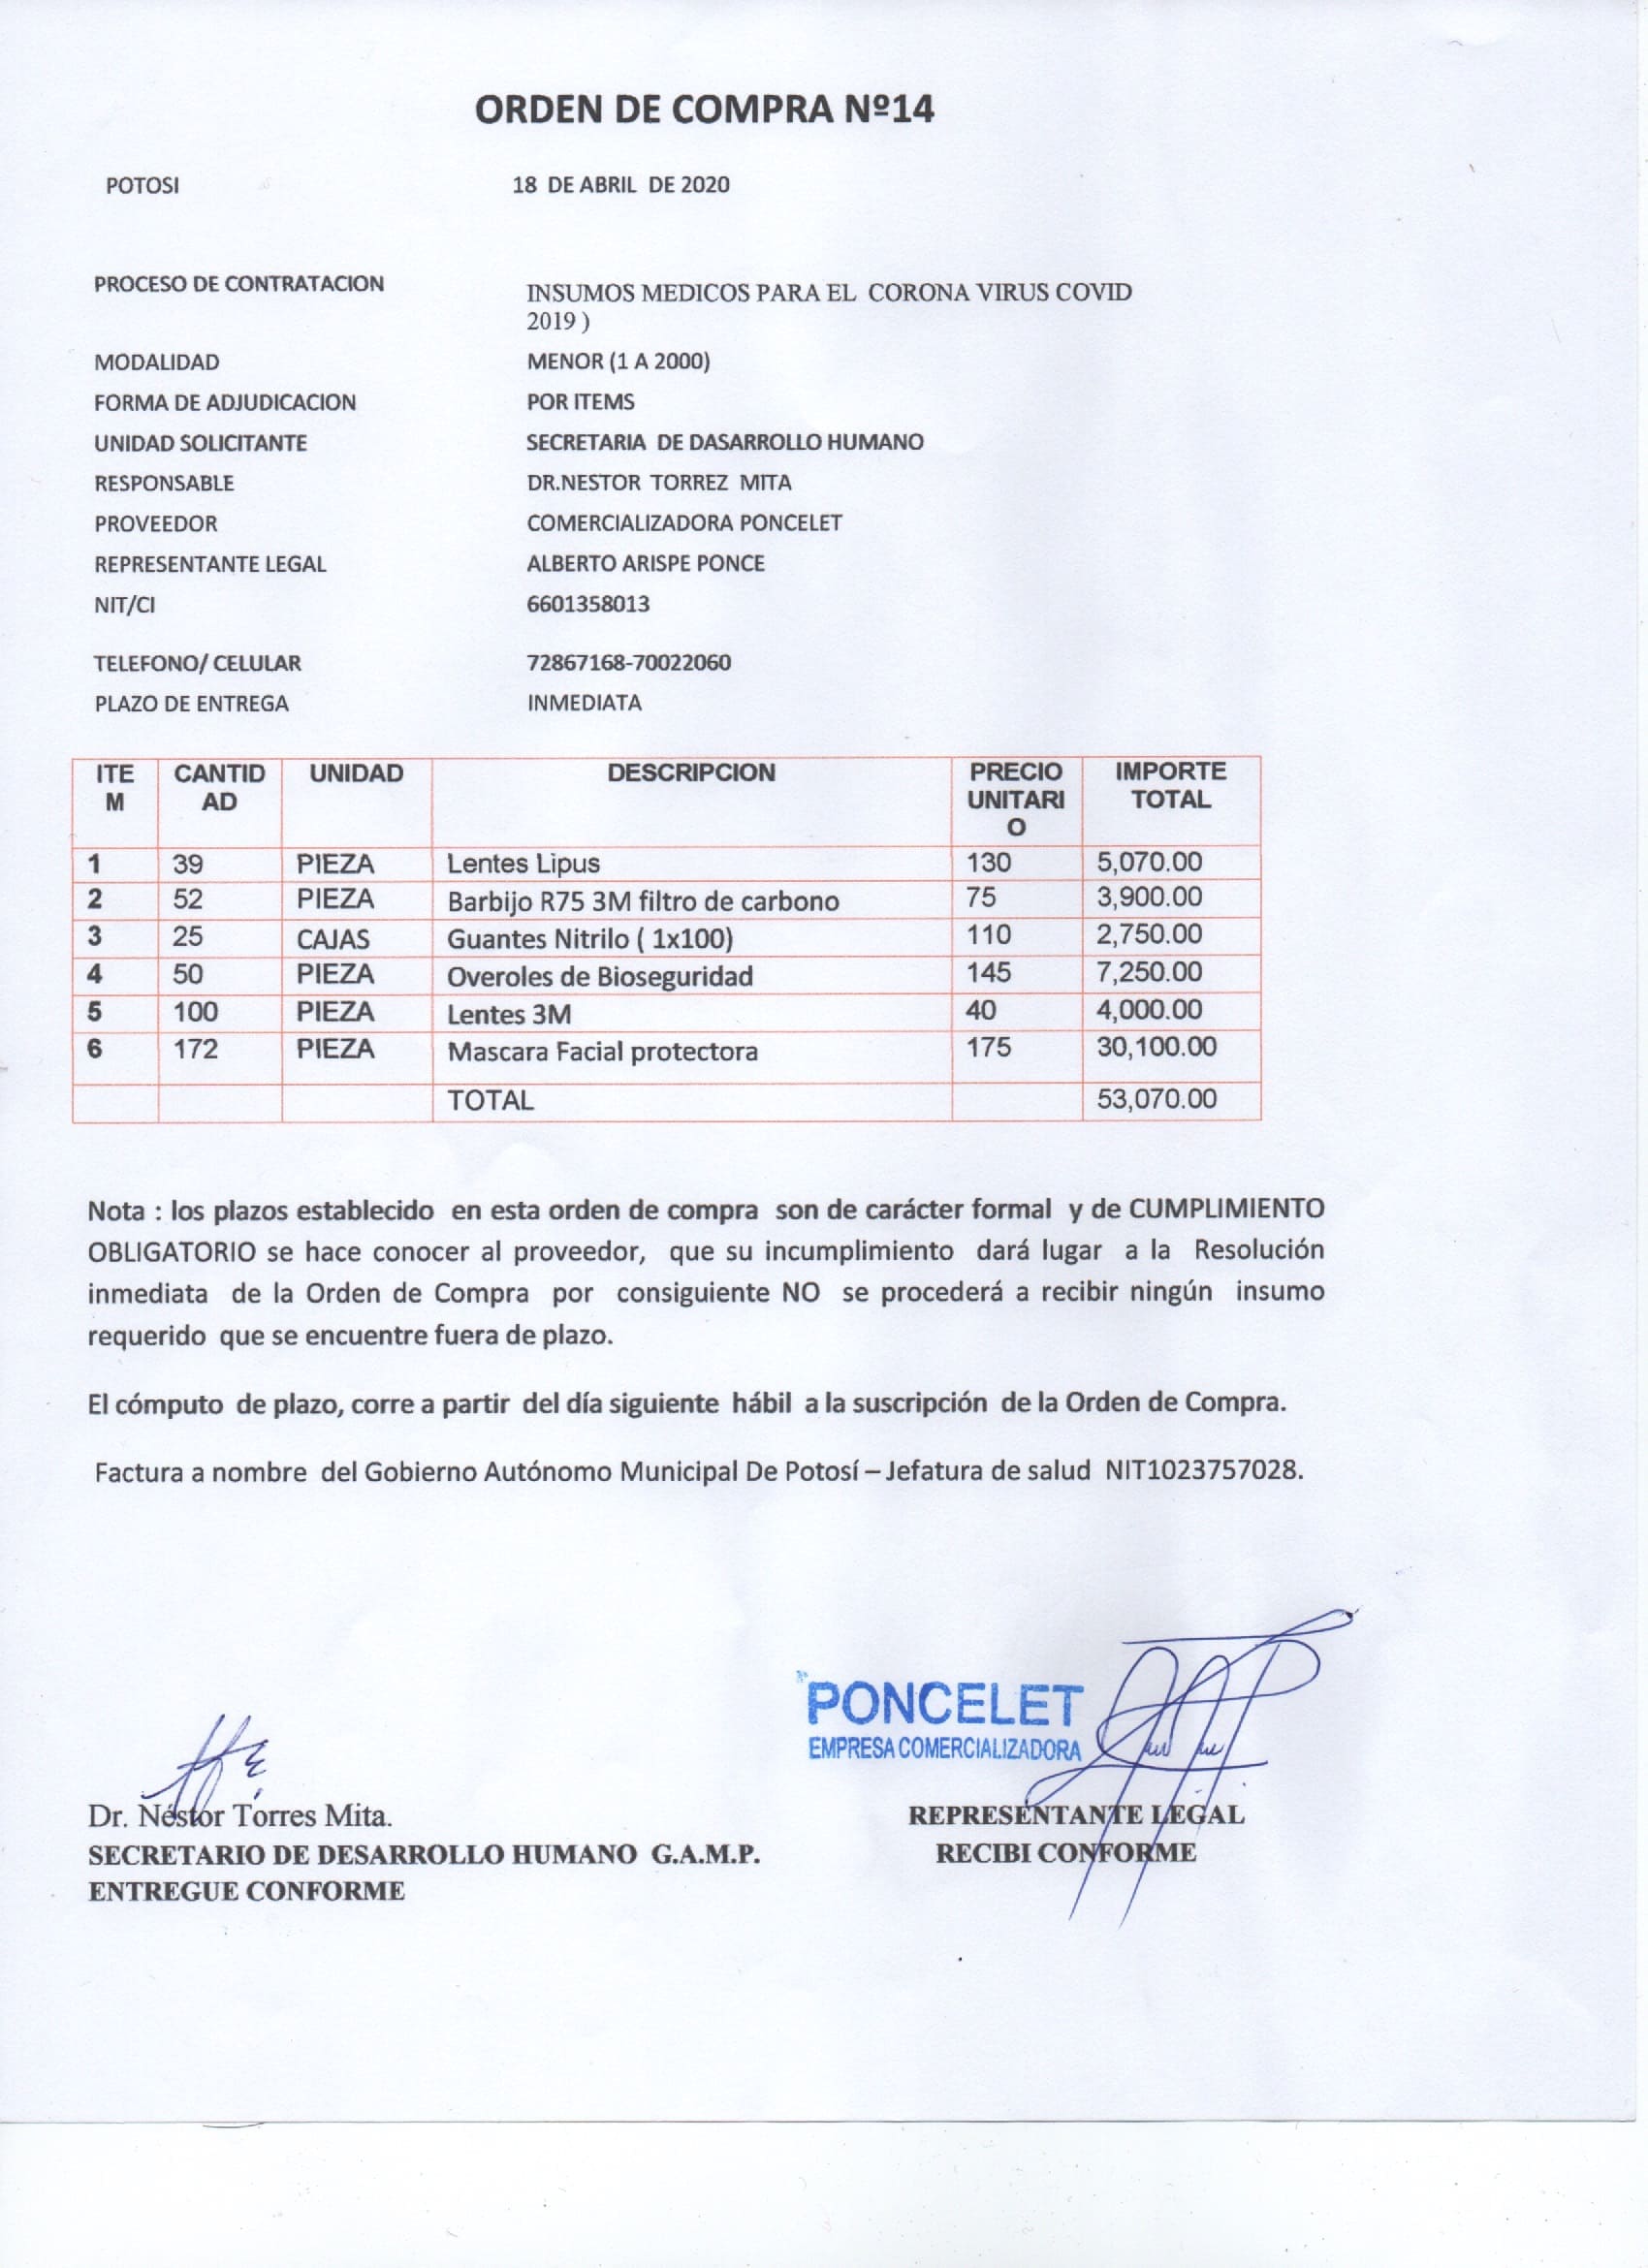 ORDEN DE COMPRA Nº14
POTOSI 18 DE ABRIL DE 2020
PROCESO DE CONTRATACION INSUMOS MEDICOS PARA EL CORONA VIRUS COVID
2019 )
MODALIDAD MENOR (1 A 2000)
FORMA DE ADJUDICACION POR ITEMS
UNIDAD SOLICITANTE SECRETARIA DE DASARROLLO HUMANO
RESPONSABLE DR.NESTOR TORREZ MITA
PROVEEDOR COMERCIALIZADORA PONCELET
REPRESENTANTE LEGAL ALBERTO ARISPE PONCE
NIT/CI 6601358013
TELEFONO/ CELULAR 72867168-70022060
PLAZO DE ENTREGA INMEDIATA
ITE CANTID UNIDAD DESCRIPCION PRECIO IMPORTE
M AD UNITARI TOTAL
O
1 39 PIEZA Lentes Lipus 130 5,070.00
2 52 PIEZA Barbijo R75 3M filtro de carbono 75 3,900.00
3 25 CAJAS Guantes Nitrilo ( 1x100) 110 2,750.00
4 50 PIEZA Overoles de Bioseguridad 145 7,250.00
5 100 PIEZA Lentes 3M 40 4,000.00
6 172 PIEZA Mascara Facial protectora 175 30,100.00
TOTAL 53,070.00
Nota : los plazos establecido en esta orden de compra son de carácter formal y de CUMPLIMIENTO
OBLIGATORIO se hace conocer al proveedor, que su incumplimiento dará lugar a la Resolución
inmediata de la Orden de Compra por consiguiente NO se procederá a recibir ningún insumo
requerido que se encuentre fuera de plazo.
El cómputo de plazo, corre a partir del día siguiente hábil a la suscripción de la Orden de Compra.
Factura a nombre del Gobierno Autónomo Municipal De Potosí – Jefatura de salud NIT1023757028.
PONCELET
EMPRESA COMERCIALIZADORA
Dr. Néstor Torres Mita. REPRESENTANTE LEGAL
SECRETARIO DE DESARROLLO HUMANO G.A.M.P. RECIBI CONFORME
ENTREGUE CONFORME